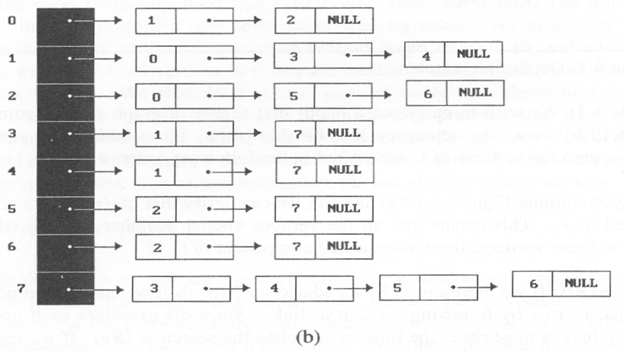 0 1 2 NULL
1 0 3 4 NULL
2 0 5 6 NULL
3 1 7 NULL
4 1 7 NULL
5 2 7 NULL
6 2 7 NULL
7 3 4 5 6 NULL
(b)